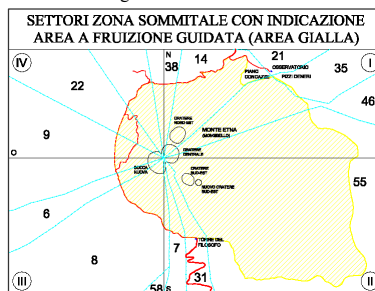 SETTORI ZONA SOMMITALE CON INDICAZIONE
AREA A FRUIZIONE GUIDATA (AREA GIALLA)
IV
N
38
14
21
OSSERVATORIO
PIZZI DENERI
PIANO
35
I
22
46
CRATERE
NORD-EST
MONTE ETNA
(MONGIBELLO)
9
CRATERE
CENTRALE
BOCCA
NUOVA
CRATERE
SUD-EST
NUOVO CRATERE
SUD-EST
55
6
TORRE DEL
FILOSOFO
8
7
III
58
S
31
II